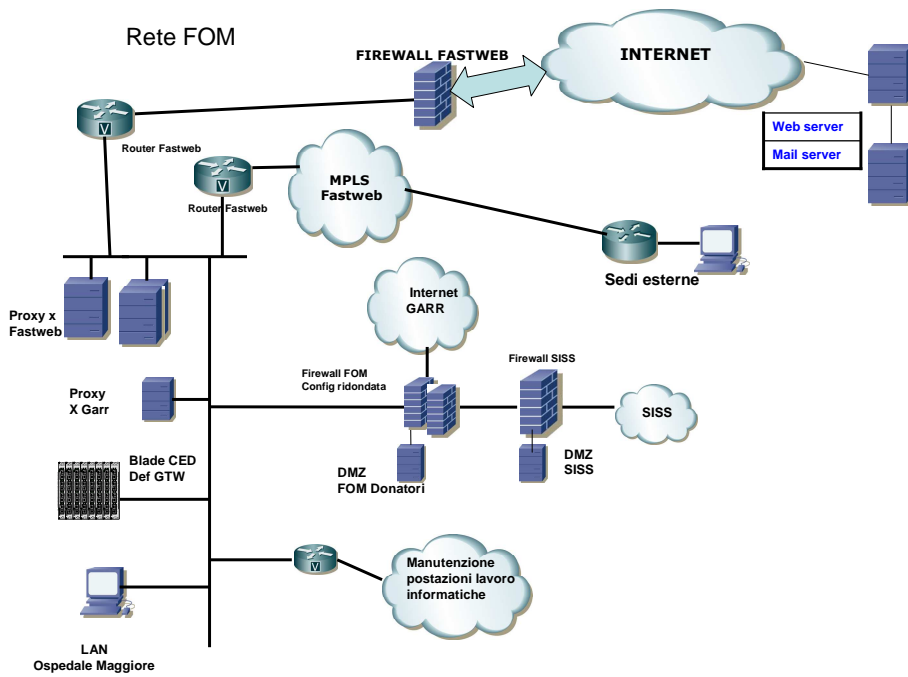 Rete FOM
FIREWALL FASTWEB
INTERNET
Web server
Mail server
V
Router Fastweb
V
Router Fastweb
MPLS
Fastweb
Sedi esterne
Proxy x
Fastweb
Internet
GARR
Firewall FOM
Config ridondata
Firewall SISS
SISS
Proxy
X Garr
DMZ
FOM Donatori
DMZ
SISS
Blade CED
Def GTW
V
Manutenzione
postazioni lavoro
informatiche
LAN
Ospedale Maggiore